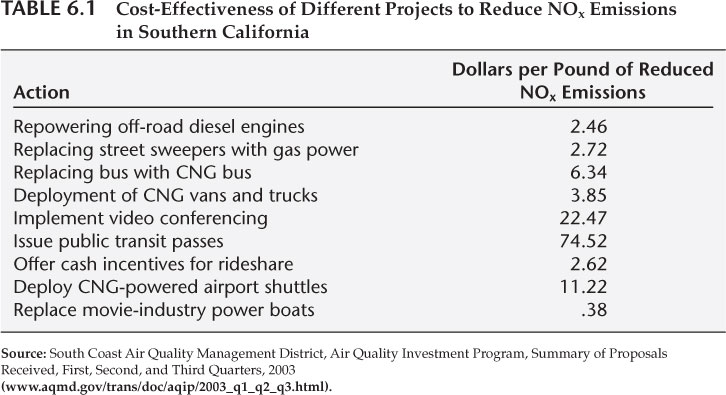 TABLE 6.1 Cost-Effectiveness of Different Projects to Reduce NOx Emissions
in Southern California
Dollars per Pound of Reduced
Action NOx Emissions
Repowering off-road diesel engines 2.46
Replacing street sweepers with gas power 2.72
Replacing bus with CNG bus 6.34
Deployment of CNG vans and trucks 3.85
Implement video conferencing 22.47
Issue public transit passes 74.52
Offer cash incentives for rideshare 2.62
Deploy CNG-powered airport shuttles 11.22
Replace movie-industry power boats .38
Source: South Coast Air Quality Management District, Air Quality Investment Program, Summary of Proposals
Received, First, Second, and Third Quarters, 2003
(www.aqmd.gov/trans/doc/aqip/2003_q1_q2_q3.html).